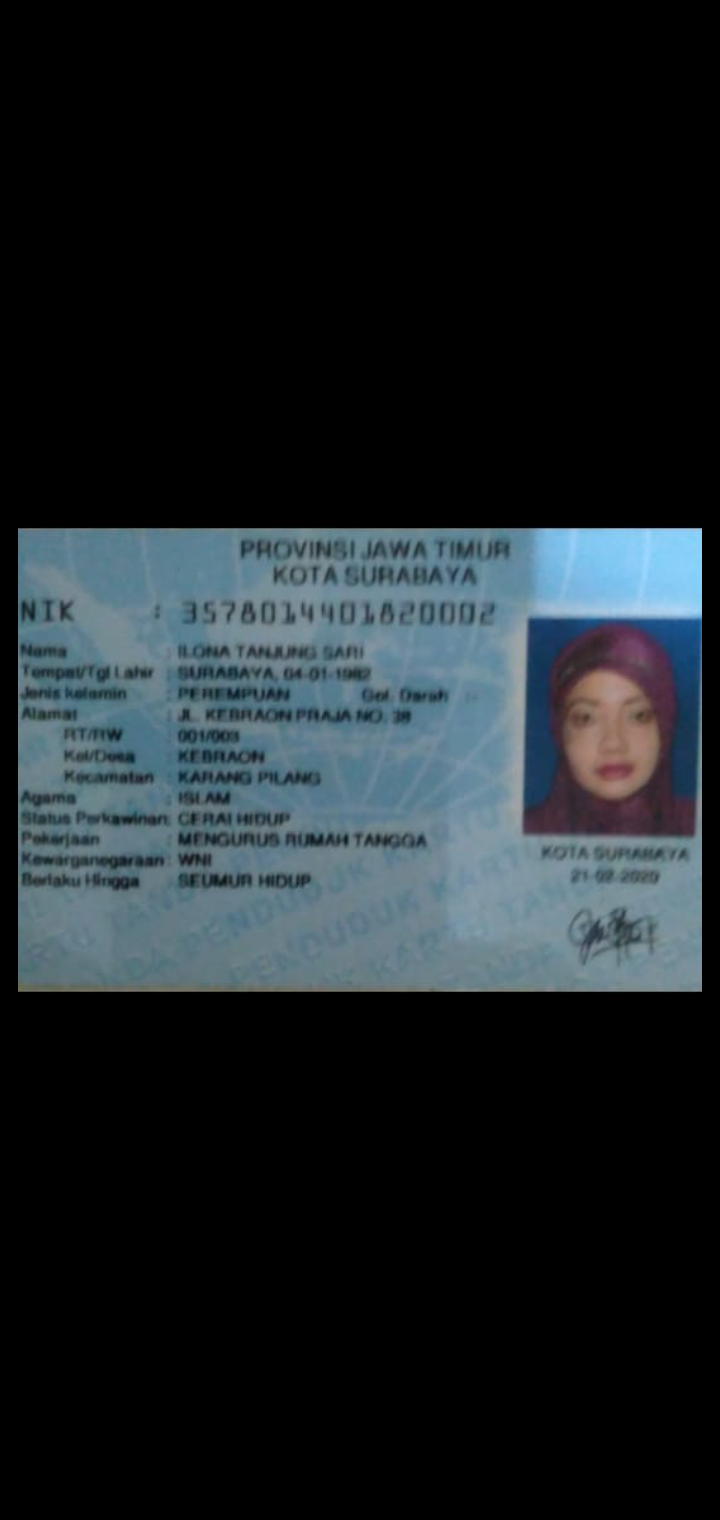 PROVINSI JAWA TIMUR
KOTA SURABAYA
NIK : 3578014401820002
Nama : ILONA TANJUNG SARI
Tempat/Tgl Lahir : SURABAYA, 04-01-1982
Jenis kelamin : PEREMPUAN Gol. Darah : -
Alamat : JL. KEBRAON PRAJA NO. 38
RT/RW : 001/003
Kel/Desa : KEBRAON
Kecamatan : KARANG PILANG
Agama : ISLAM
Status Perkawinan: CERAI HIDUP
Pekerjaan : MENGURUS RUMAH TANGGA
Kewarganegaraan : WNI
Berlaku Hingga : SEUMUR HIDUP
KOTA SURABAYA
21-02-2020